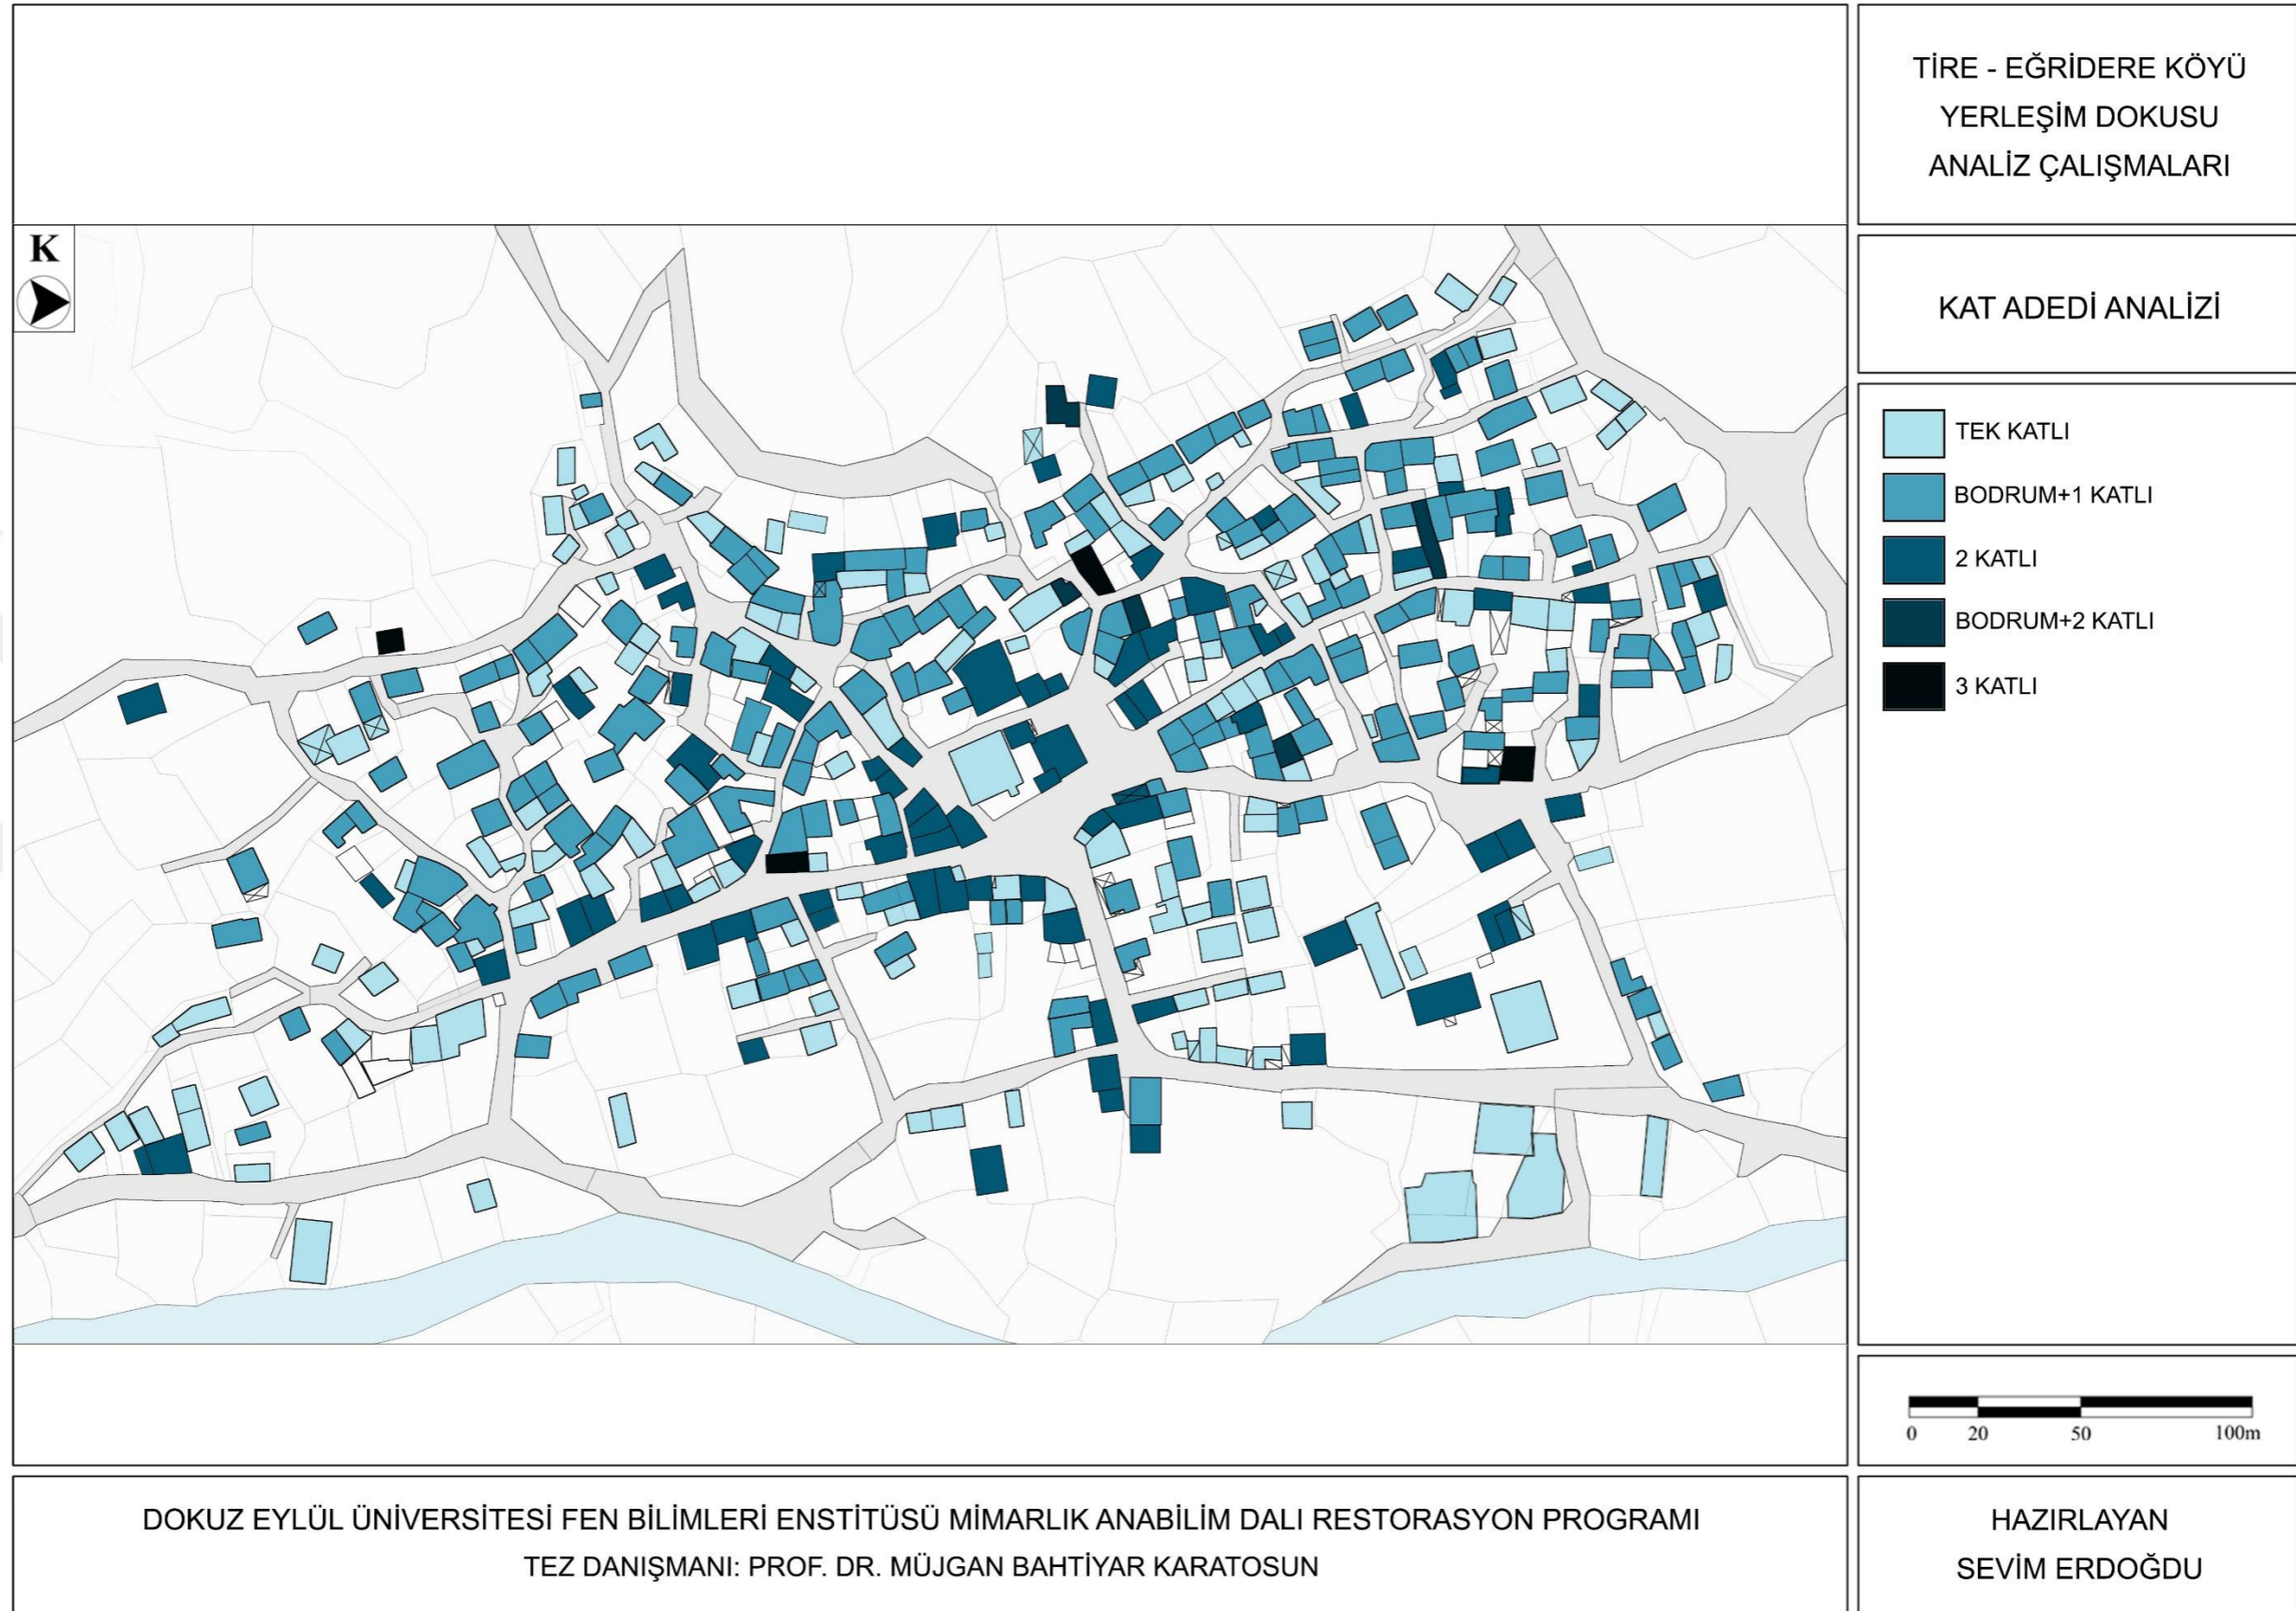 TİRE - EĞRİDERE KÖYÜ
YERLEŞİM DOKUSU
ANALİZ ÇALIŞMALARI
K
KAT ADEDİ ANALİZİ
TEK KATLI
BODRUM+1 KATLI
2 KATLI
BODRUM+2 KATLI
3 KATLI
0 20 50 100m
DOKUZ EYLÜL ÜNİVERSİTESİ FEN BİLİMLERİ ENSTİTÜSÜ MİMARLIK ANABİLİM DALI RESTORASYON PROGRAMI
TEZ DANIŞMANI: PROF. DR. MÜJGAN BAHTİYAR KARATOSUN
HAZIRLAYAN
SEVİM ERDOĞDU